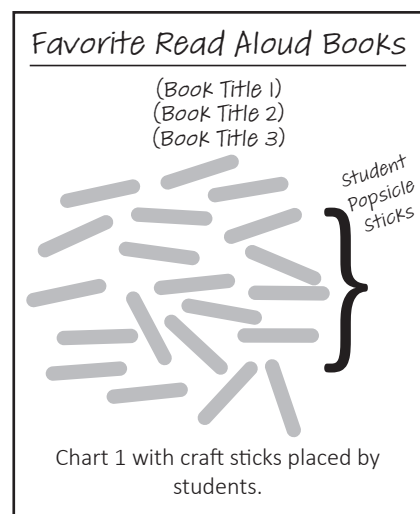 Favorite Read Aloud Books
(Book Title 1)
(Book Title 2)
(Book Title 3)
Student
Popsicle
Sticks
Chart 1 with craft sticks placed by
students.